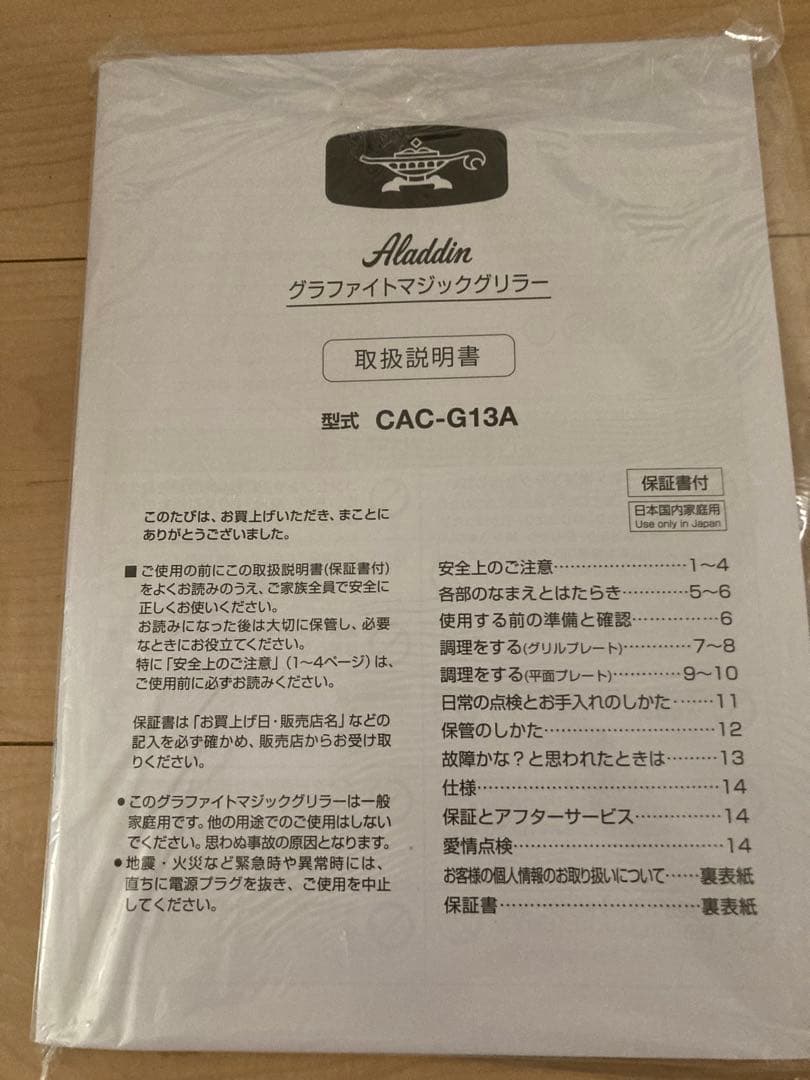 Aladdin
グラファイトマジックグリラー
取扱説明書
型式 CAC-G13A
保証書付
日本国内家庭用
Use only in Japan
このたびは、お買上げいただき、まことに
ありがとうございました。
■ ご使用の前にこの取扱説明書(保証書付)
をよくお読みのうえ、ご家族全員で安全に
正しくお使いください。
お読みになった後は大切に保管し、必要
なときにお役立てください。
特に「安全上のご注意」(1〜4ページ)は、
ご使用前に必ずお読みください。
保証書は「お買上げ日・販売店名」などの
記入を必ず確かめ、販売店からお受け取
りください。
●このグラファイトマジックグリラーは一般
家庭用です。他の用途でのご使用はしない
でください。思わぬ事故の原因となります。
●地震・火災など緊急時や異常時には、
直ちに電源プラグを抜き、ご使用を中止
してください。
安全上のご注意……………………1〜4
各部のなまえとはたらき…………5〜6
使用する前の準備と確認……………6
調理をする(グリルプレート)…………7〜8
調理をする(平面プレート)…………9〜10
日常の点検とお手入れのしかた……11
保管のしかた…………………………12
故障かな？と思われたときは………13
仕様……………………………………14
保証とアフターサービス……………14
愛情点検………………………………14
お客様の個人情報のお取り扱いについて……裏表紙
保証書…………………………………裏表紙